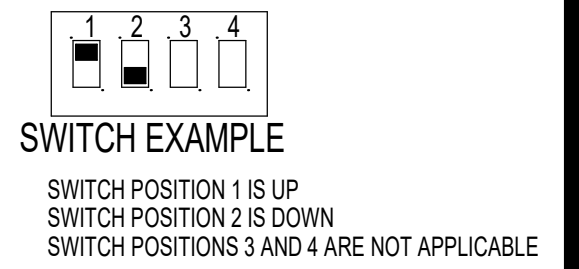 1 2 3 4
SWITCH EXAMPLE
SWITCH POSITION 1 IS UP
SWITCH POSITION 2 IS DOWN
SWITCH POSITIONS 3 AND 4 ARE NOT APPLICABLE